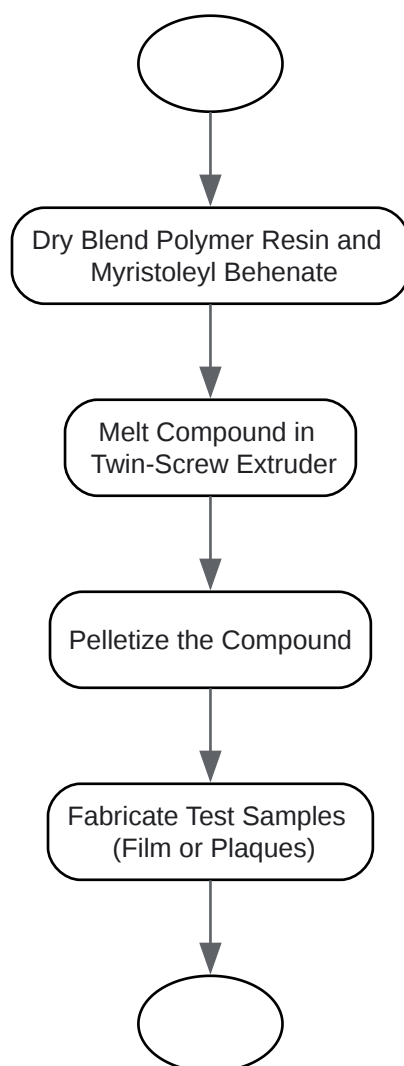 Dry Blend Polymer Resin and
Myristoleyl Behenate
Melt Compound in
Twin-Screw Extruder
Pelletize the Compound
Fabricate Test Samples
(Film or Plaques)